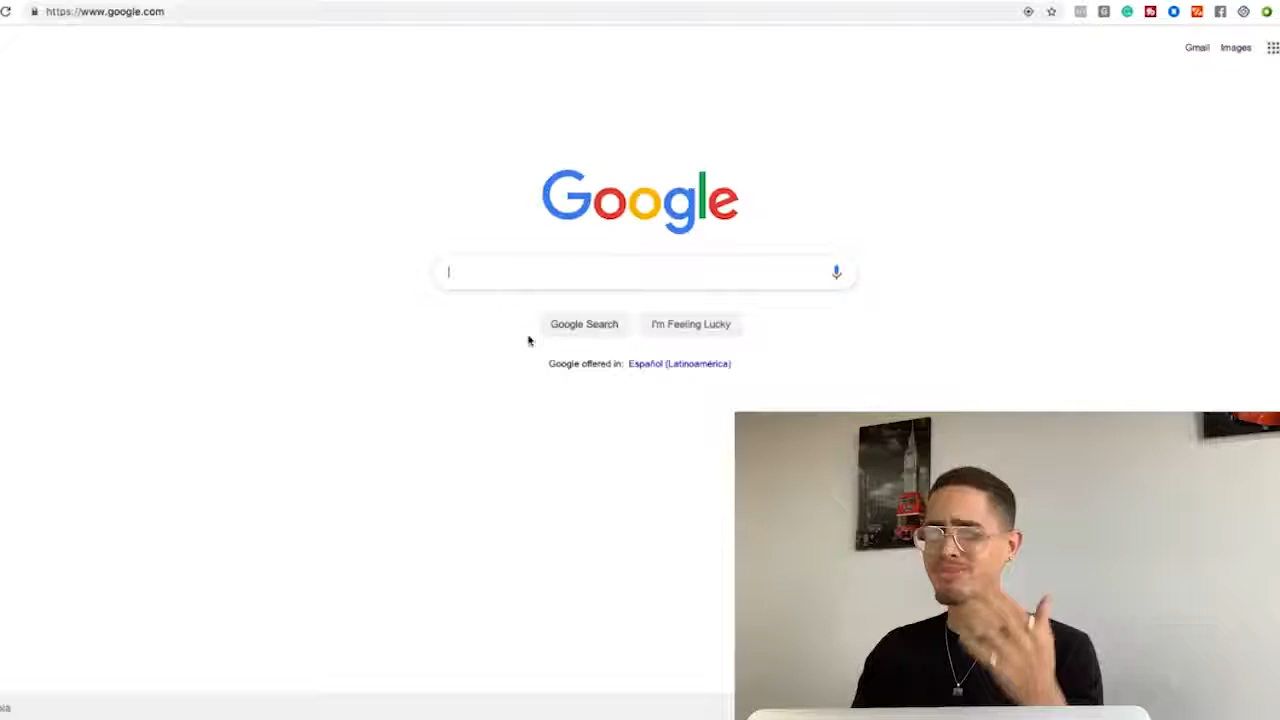 https://www.google.com
Gmail Images
Google
Google Search I'm Feeling Lucky
Google offered in: Español (Latinoamérica)